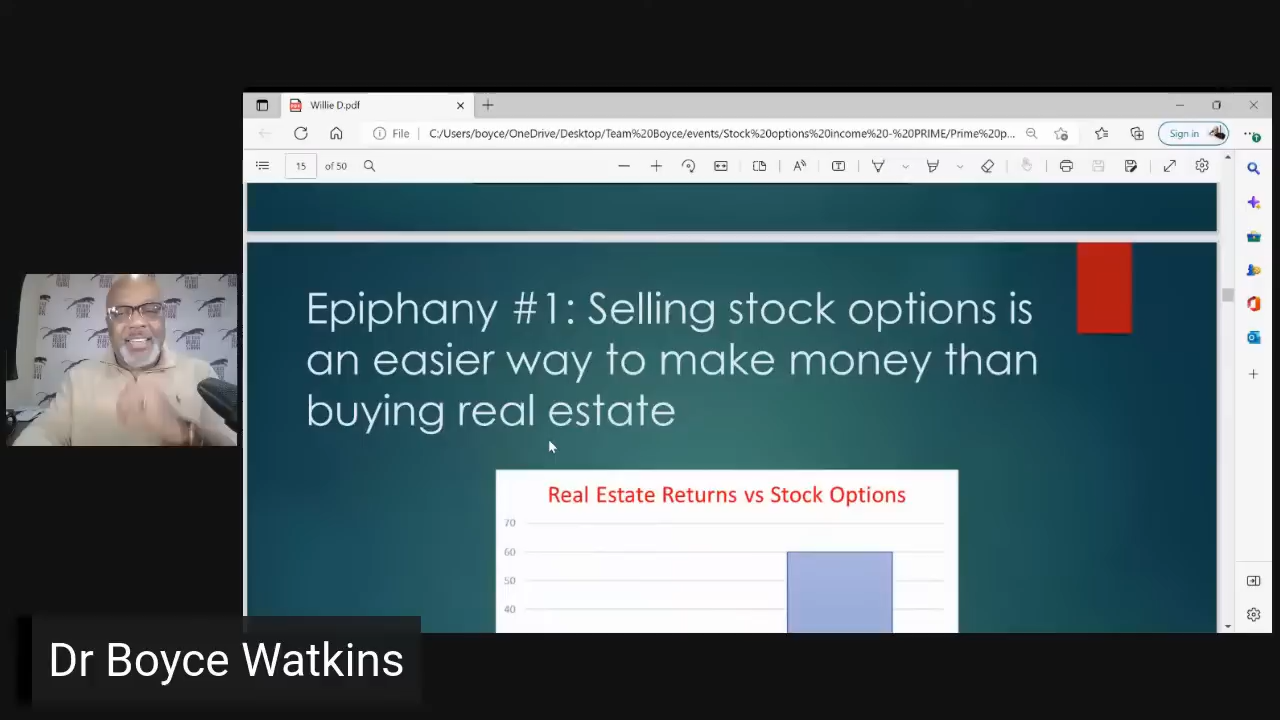 Willie D.pdf
File
C:/Users/boyce/OneDrive/Desktop/Team%20Boyce/events/Stock%20options%20income%20-%20PRIME/Prime%20p...
Sign in
15 of 50
Epiphany #1: Selling stock options is
an easier way to make money than
buying real estate
Real Estate Returns vs Stock Options
70
60
50
40
Dr Boyce Watkins